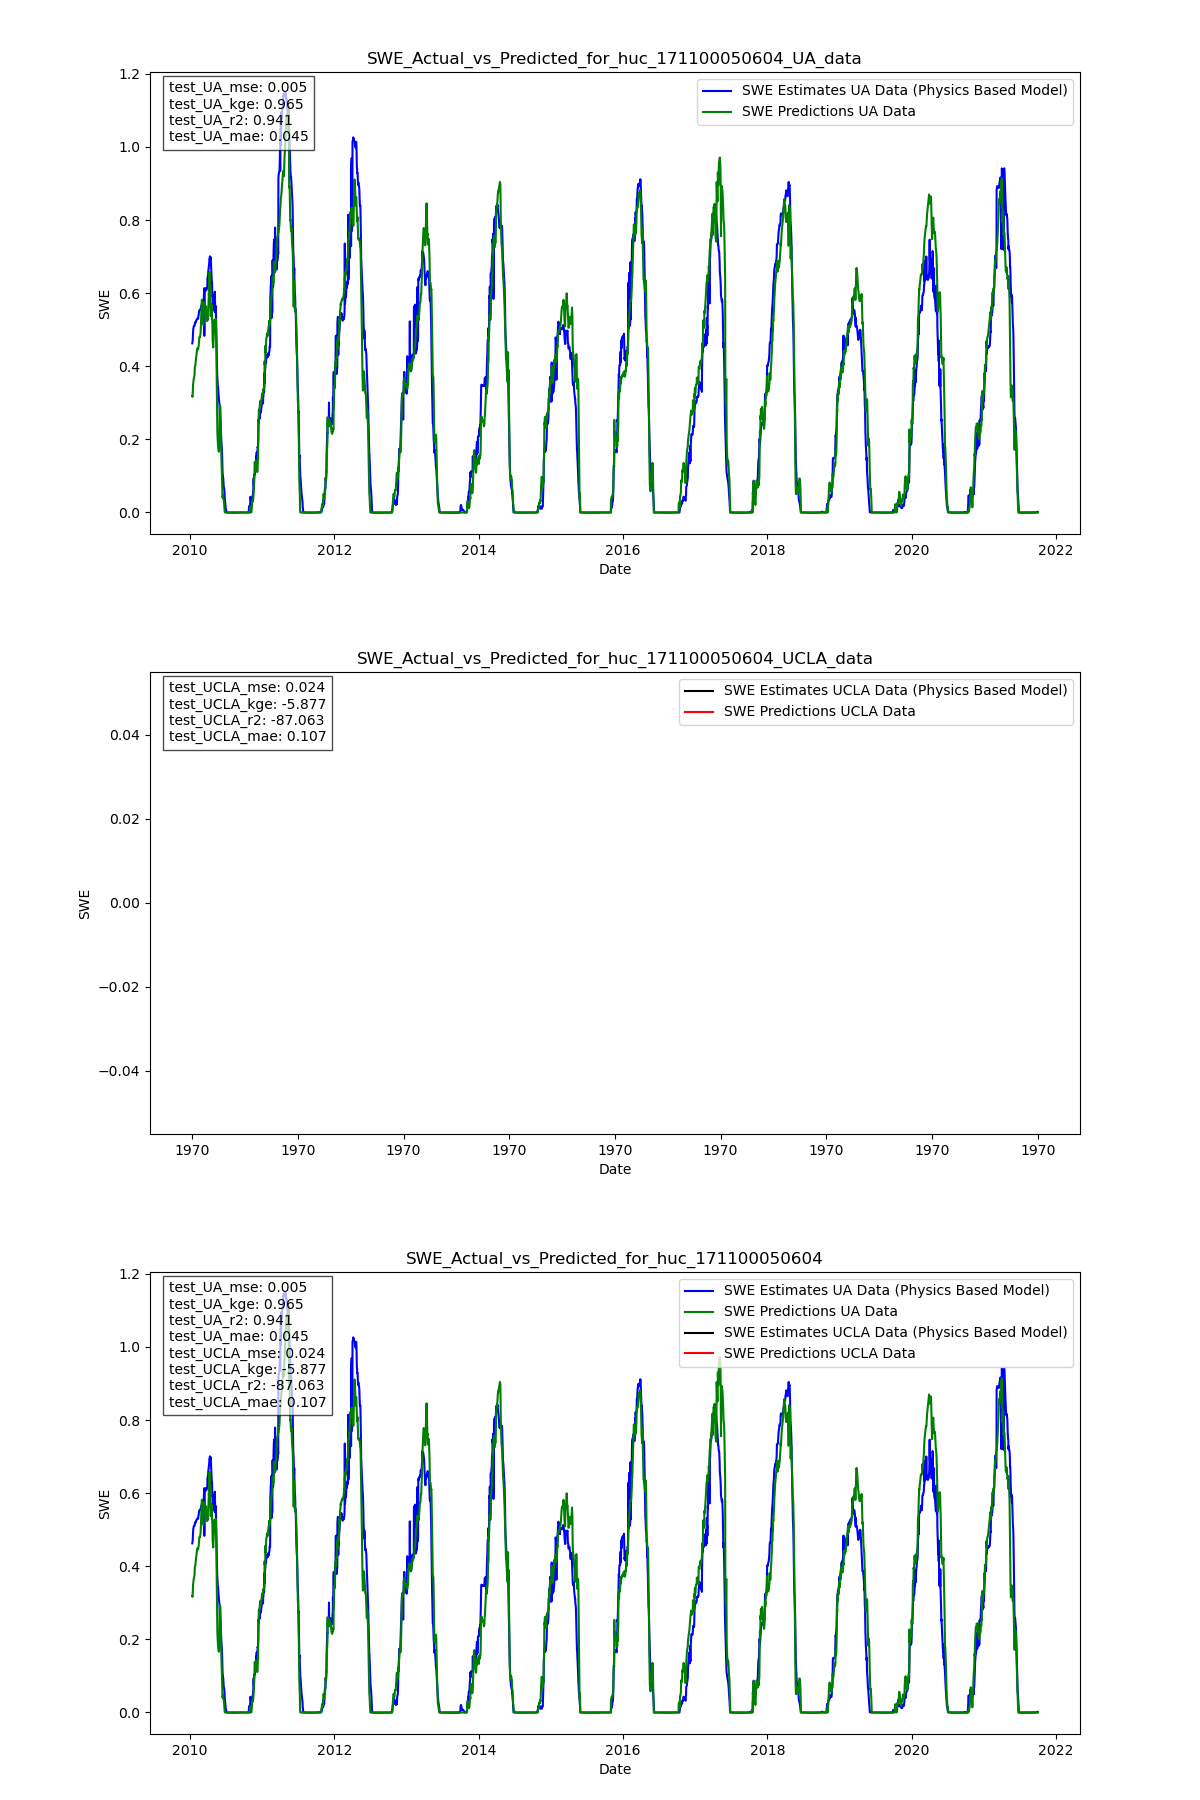 SWE_Actual_vs_Predicted_for_huc_171100050604_UA_data
test_UA_mse: 0.005
test_UA_kge: 0.965
test_UA_r2: 0.941
test_UA_mae: 0.045
SWE Estimates UA Data (Physics Based Model)
SWE Predictions UA Data
1.2
1.0
0.8
0.6
0.4
0.2
0.0
SWE
2010 2012 2014 2016 2018 2020 2022
Date
SWE_Actual_vs_Predicted_for_huc_171100050604_UCLA_data
test_UCLA_mse: 0.024
test_UCLA_kge: -5.877
test_UCLA_r2: -87.063
test_UCLA_mae: 0.107
SWE Estimates UCLA Data (Physics Based Model)
SWE Predictions UCLA Data
0.04
0.02
0.00
−0.02
−0.04
SWE
1970 1970 1970 1970 1970 1970 1970 1970 1970
Date
SWE_Actual_vs_Predicted_for_huc_171100050604
test_UA_mse: 0.005
test_UA_kge: 0.965
test_UA_r2: 0.941
test_UA_mae: 0.045
test_UCLA_mse: 0.024
test_UCLA_kge: -5.877
test_UCLA_r2: -87.063
test_UCLA_mae: 0.107
SWE Estimates UA Data (Physics Based Model)
SWE Predictions UA Data
SWE Estimates UCLA Data (Physics Based Model)
SWE Predictions UCLA Data
1.2
1.0
0.8
0.6
0.4
0.2
0.0
SWE
2010 2012 2014 2016 2018 2020 2022
Date